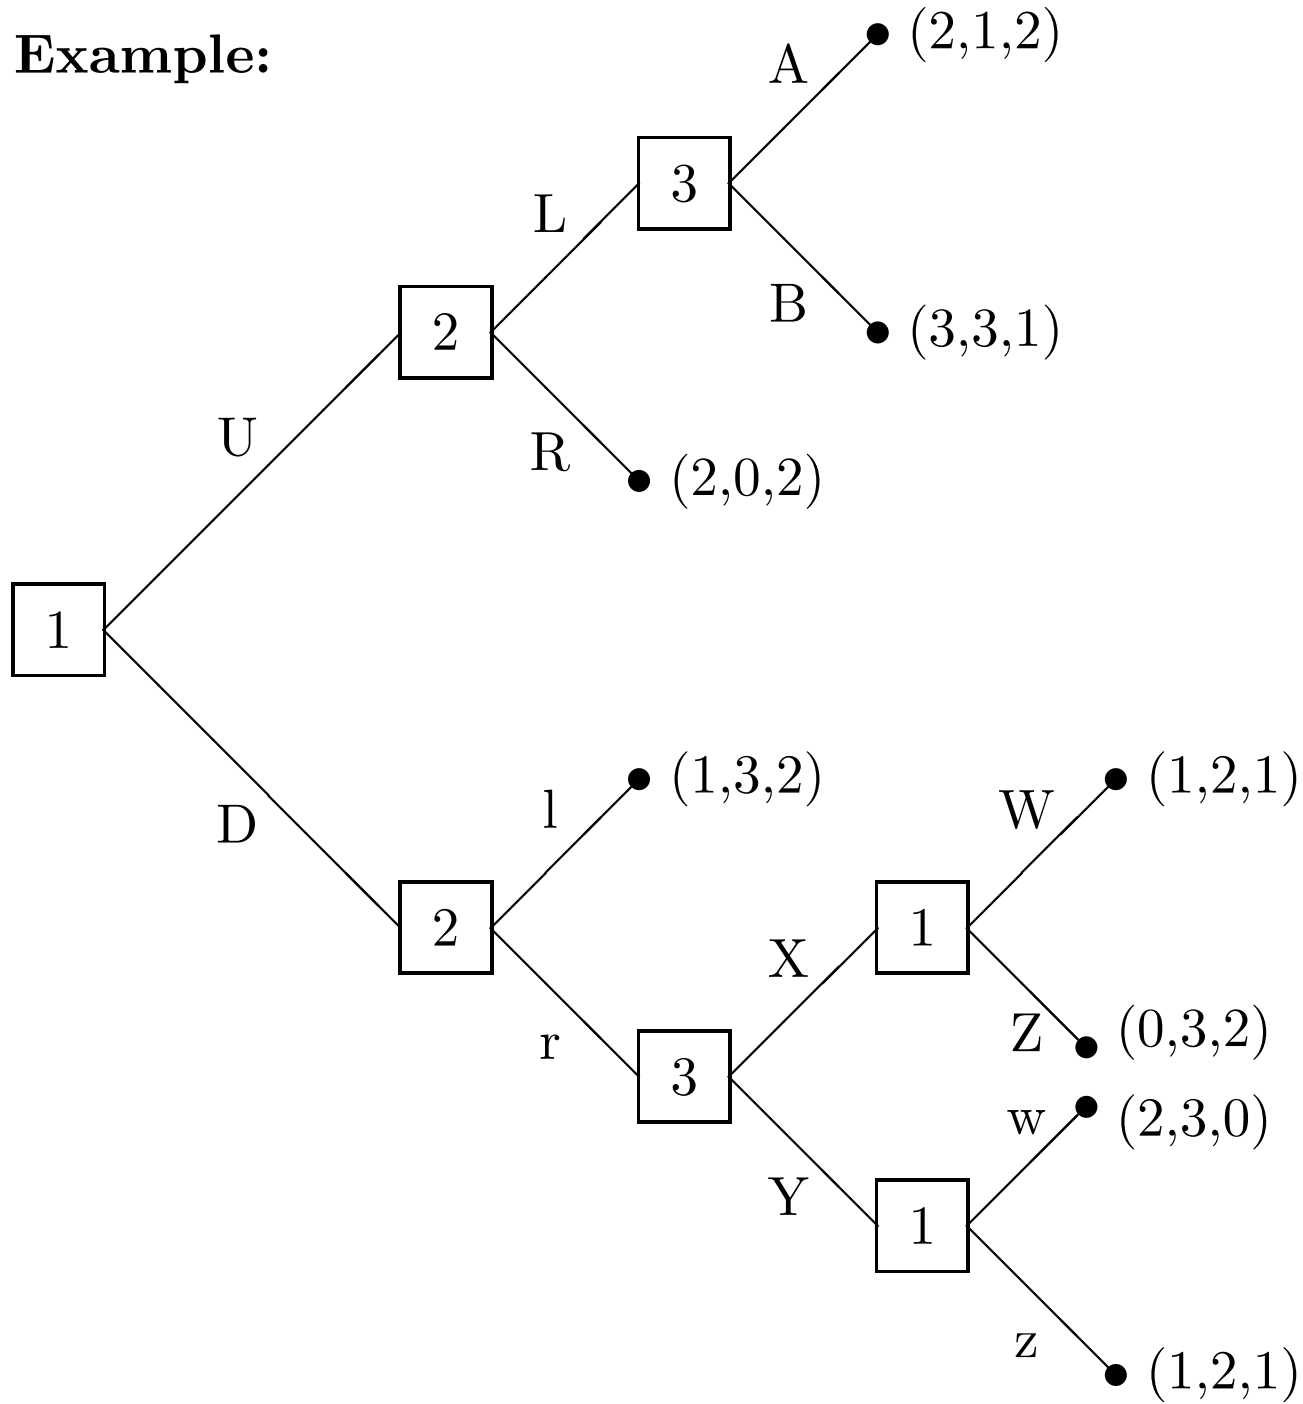 Example:
(2,1,2)
A
3
L
B
(3,3,1)
2
U
R
(2,0,2)
1
D
l
(1,3,2)
W
(1,2,1)
2
X
1
r
Z
(0,3,2)
3
w
(2,3,0)
Y
1
z
(1,2,1)